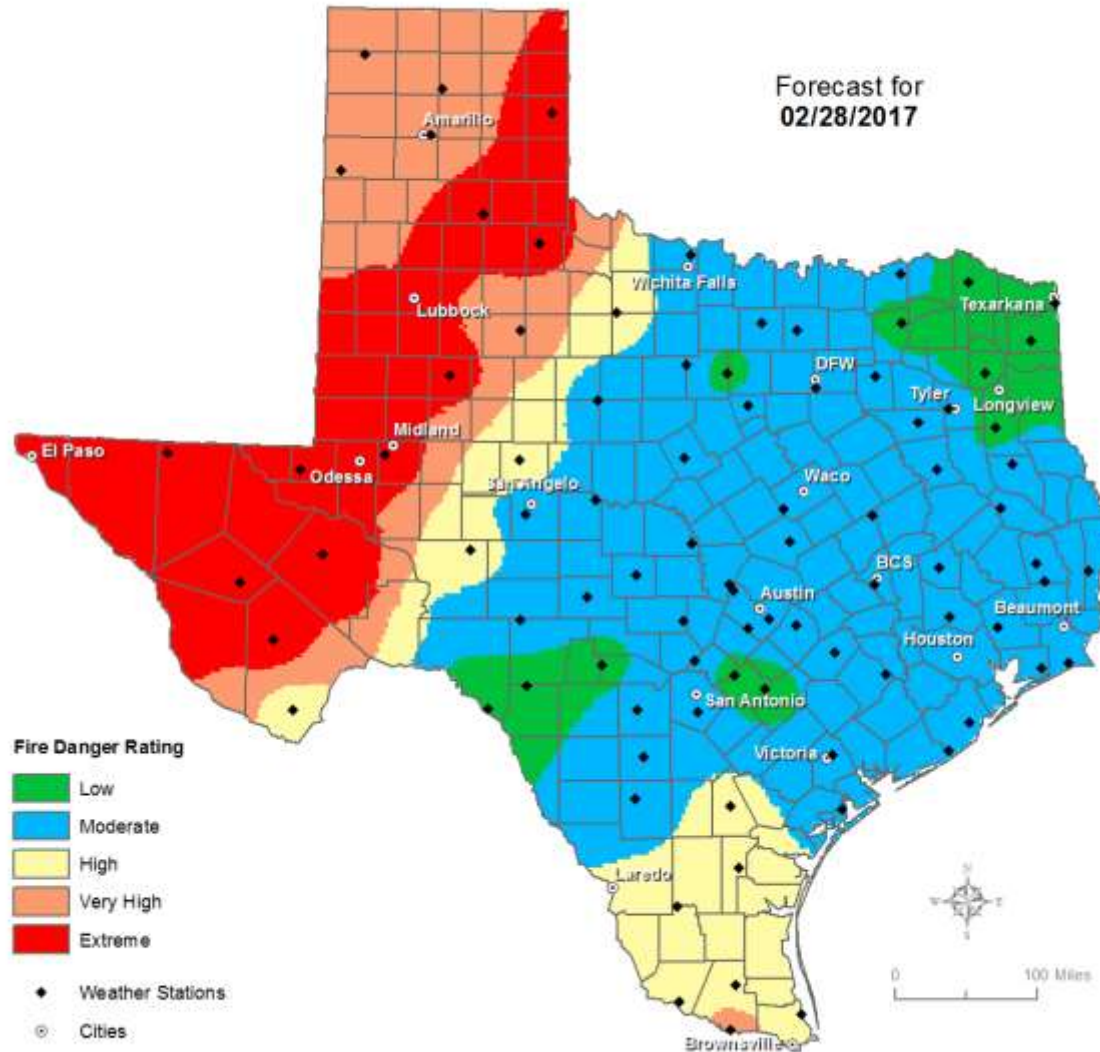 Forecast for
02/28/2017
Amarillo
Wichita Falls
Texarkana
Lubbock
DFW
Tyler
Longview
Midland
El Paso
Odessa
San Angelo
Waco
BCS
Austin
Beaumont
Houston
San Antonio
Victoria
Fire Danger Rating
Low
Moderate
High
Very High
Extreme
Weather Stations
Cities
Laredo
Brownsville
N
W
E
S
0
100 Miles